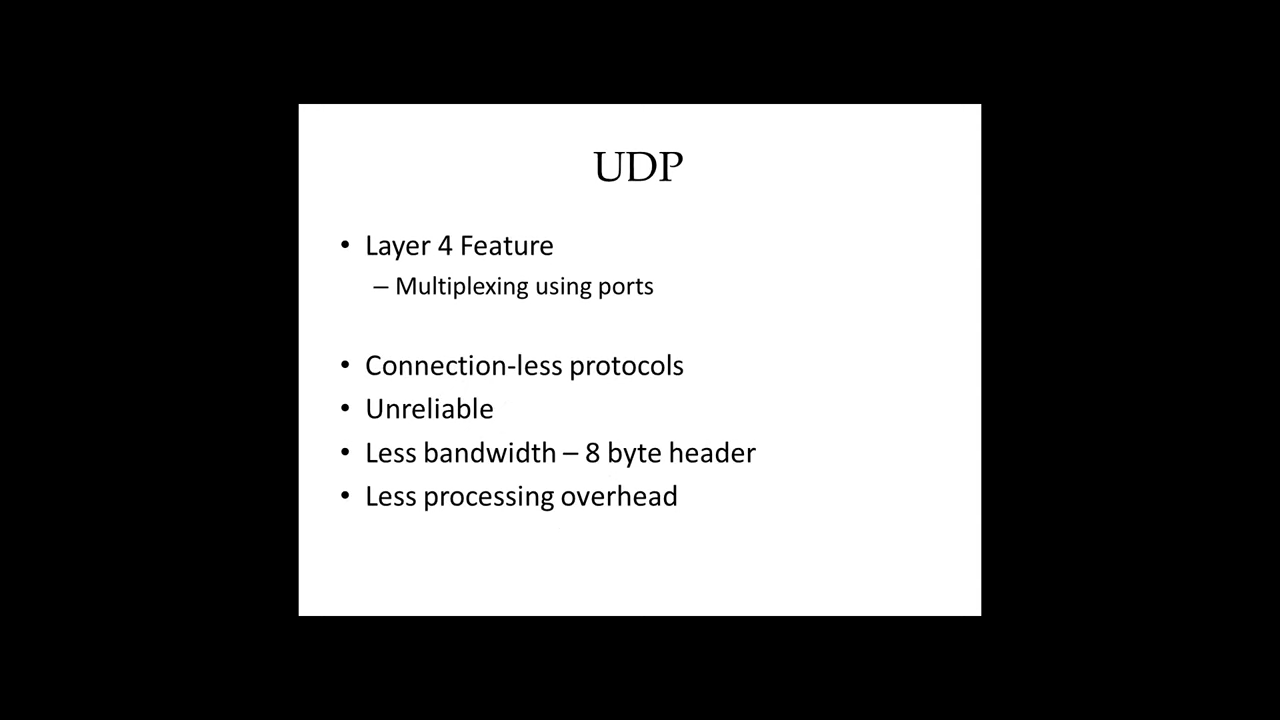 UDP
• Layer 4 Feature
– Multiplexing using ports
• Connection-less protocols
• Unreliable
• Less bandwidth – 8 byte header
• Less processing overhead